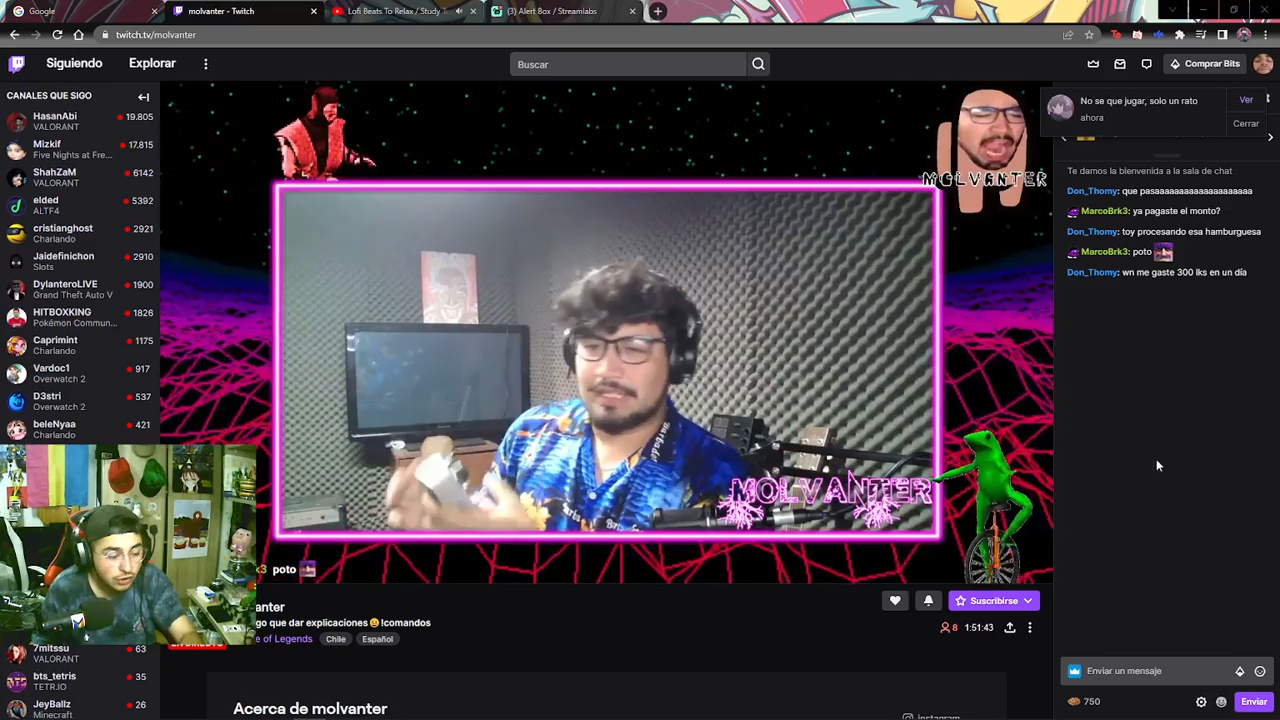 Google
molvanter - Twitch
Lofi Beats To Relax / Study T
(3) Alert Box / Streamlabs
twitch.tv/molvanter
Siguiendo
Explorar
Buscar
Comprar Bits
CANALES QUE SIGO
HasanAbi 19.805
VALORANT
Mizkif 17.815
Five Nights at Fre...
ShahZaM 6142
VALORANT
elded 5392
ALTF4
cristianghost 2921
Charlando
Jaidefinichon 2910
Slots
DylanteroLIVE 1900
Grand Theft Auto V
HITBOXKING 1826
Pokémon Commun...
Caprimint 1175
Charlando
Vardoc1 917
Overwatch 2
D3stri 537
Overwatch 2
beleNyaa 421
Charlando
7mitssu 63
VALORANT
bts_tetris 35
TETR.IO
JeyBallz 26
Minecraft
MOLVANTER
MOLVANTER
x3 poto
EN DIRECTO
vanter
go que dar explicaciones !comandos
e of Legends
Chile
Español
Suscribirse
8 1:51:43
Acerca de molvanter
instagram
No se que jugar, solo un rato
ahora
Ver
Cerrar
Te damos la bienvenida a la sala de chat
Don_Thomy: que pasaaaaaaaaaaaaaaaaaaaa
MarcoBrk3: ya pagaste el monto?
Don_Thomy: toy procesando esa hamburguesa
MarcoBrk3: poto
Don_Thomy: wn me gaste 300 lks en un día
Enviar un mensaje
750
Enviar